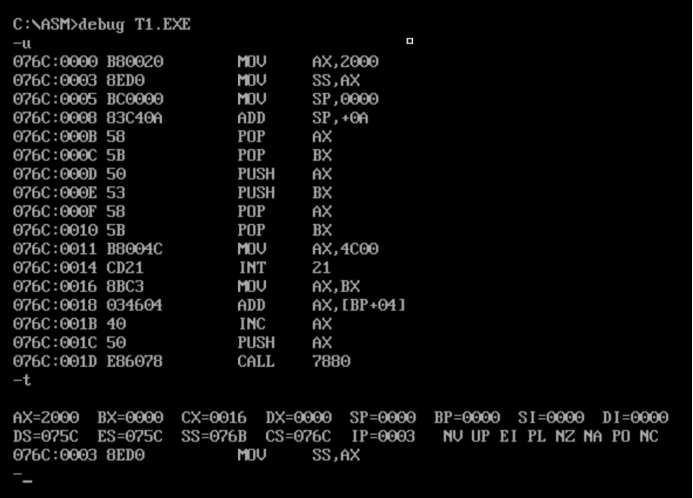 C:\ASM>debug T1.EXE
-u
076C:0000 B80020 MOV AX,2000
076C:0003 8ED0 MOV SS,AX
076C:0005 BC0000 MOV SP,0000
076C:0008 83C40A ADD SP,+0A
076C:000B 58 POP AX
076C:000C 5B POP BX
076C:000D 50 PUSH AX
076C:000E 53 PUSH BX
076C:000F 58 POP AX
076C:0010 5B POP BX
076C:0011 B8004C MOV AX,4C00
076C:0014 CD21 INT 21
076C:0016 8BC3 MOV AX,BX
076C:0018 034604 ADD AX,[BP+04]
076C:001B 40 INC AX
076C:001C 50 PUSH AX
076C:001D E86078 CALL 7880
-t
AX=2000 BX=0000 CX=0016 DX=0000 SP=0000 BP=0000 SI=0000 DI=0000
DS=075C ES=075C SS=076B CS=076C IP=0003 NV UP EI PL NZ NA PO NC
076C:0003 8ED0 MOV SS,AX
-_